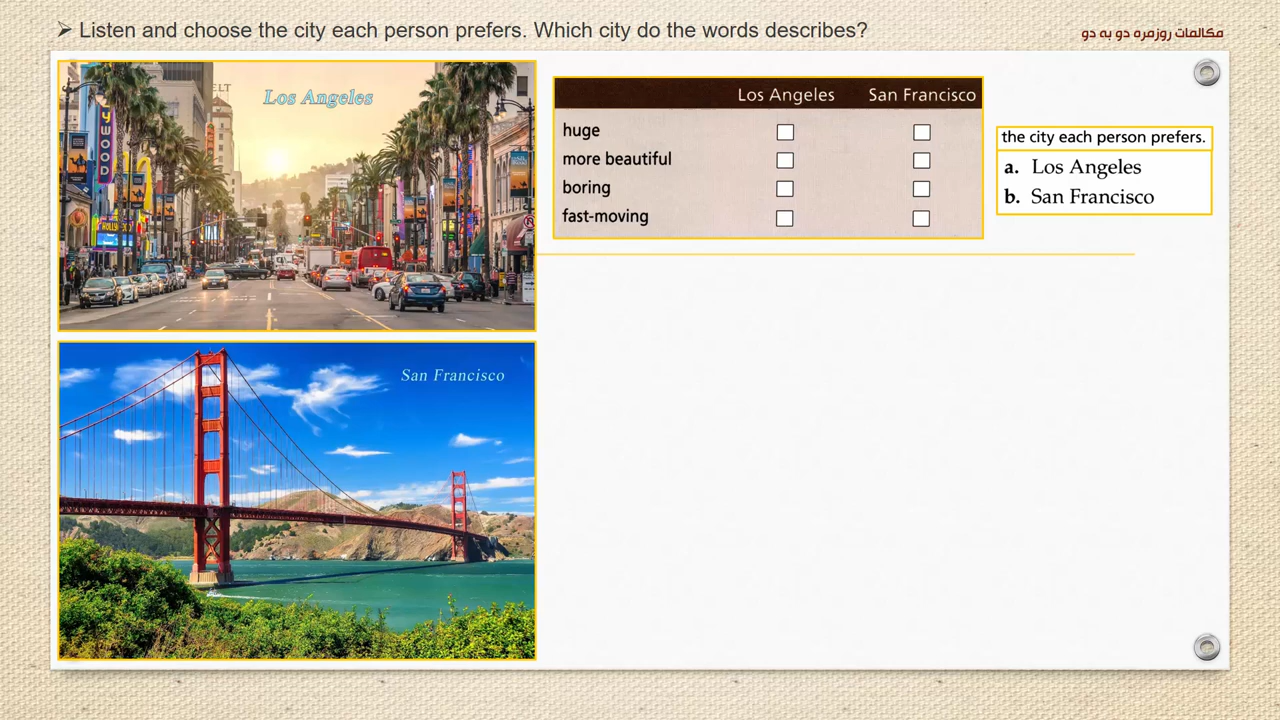 ➢ Listen and choose the city each person prefers. Which city do the words describes?
مکالمات روزمره دو به دو
Los Angeles
YWOOD
HOLLYWOOD
San Francisco
Los Angeles San Francisco
huge
more beautiful
boring
fast-moving
the city each person prefers.
a. Los Angeles
b. San Francisco